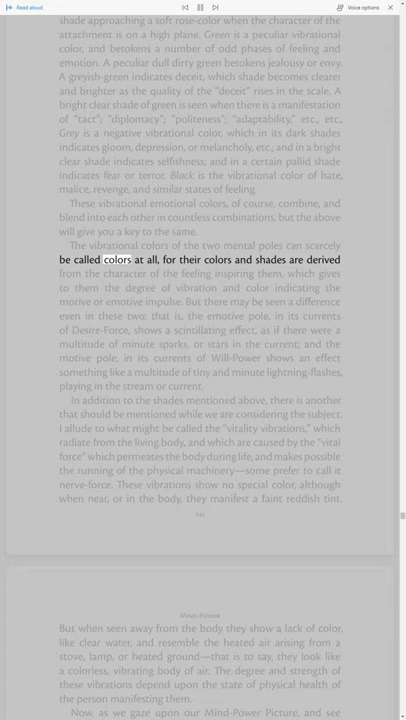 Read aloud
Voice options
shade approaching a soft rose-color when the character of the
attachment is on a high plane. Green is a peculiar vibrational
color, and betokens a number of odd phases of feeling and
emotion. A peculiar dull dirty green betokens jealousy or envy.
A greyish-green indicates deceit, which shade becomes clearer
and brighter as the quality of the "deceit" rises in the scale. A
bright clear shade of green is seen when there is a manifestation
of "tact"; "diplomacy"; "politeness"; "adaptability," etc., etc.,
Grey is a negative vibrational color, which in its dark shades
indicates gloom, depression, or melancholy, etc.; and in a bright
clear shade indicates selfishness; and in a certain pallid shade
indicates fear or terror. Black is the vibrational color of hate,
malice, revenge, and similar states of feeling.
These vibrational emotional colors, of course, combine, and
blend into each other in countless combinations, but the above
will give you a key to the same.
The vibrational colors of the two mental poles can scarcely
be called colors at all, for their colors and shades are derived
from the character of the feeling inspiring them, which gives
to them the degree of vibration and color indicating the
motive or emotive impulse. But there may be seen a difference
even in these two; that is, the emotive pole, in its currents
of Desire-Force, shows a scintillating effect, as if there were a
multitude of minute sparks, or stars in the current; and the
motive pole, in its currents of Will-Power shows an effect
something like a multitude of tiny and minute lightning-flashes,
playing in the stream or current.
In addition to the shades mentioned above, there is another
that should be mentioned while we are considering the subject.
I allude to what might be called the "vitality vibrations," which
radiate from the living body, and which are caused by the "vital
force" which permeates the body during life, and makes possible
the running of the physical machinery—some prefer to call it
nerve-force. These vibrations show no special color, although
when near, or in the body, they manifest a faint reddish tint.
Mind-Power
But when seen away from the body they show a lack of color,
like clear water, and resemble the heated air arising from a
stove, lamp, or heated ground—that is to say, they look like
a colorless, vibrating body of air. The degree and strength of
these vibrations depend upon the state of physical health of
the person manifesting them.
Now, as we gaze upon our Mind-Power Picture, and see